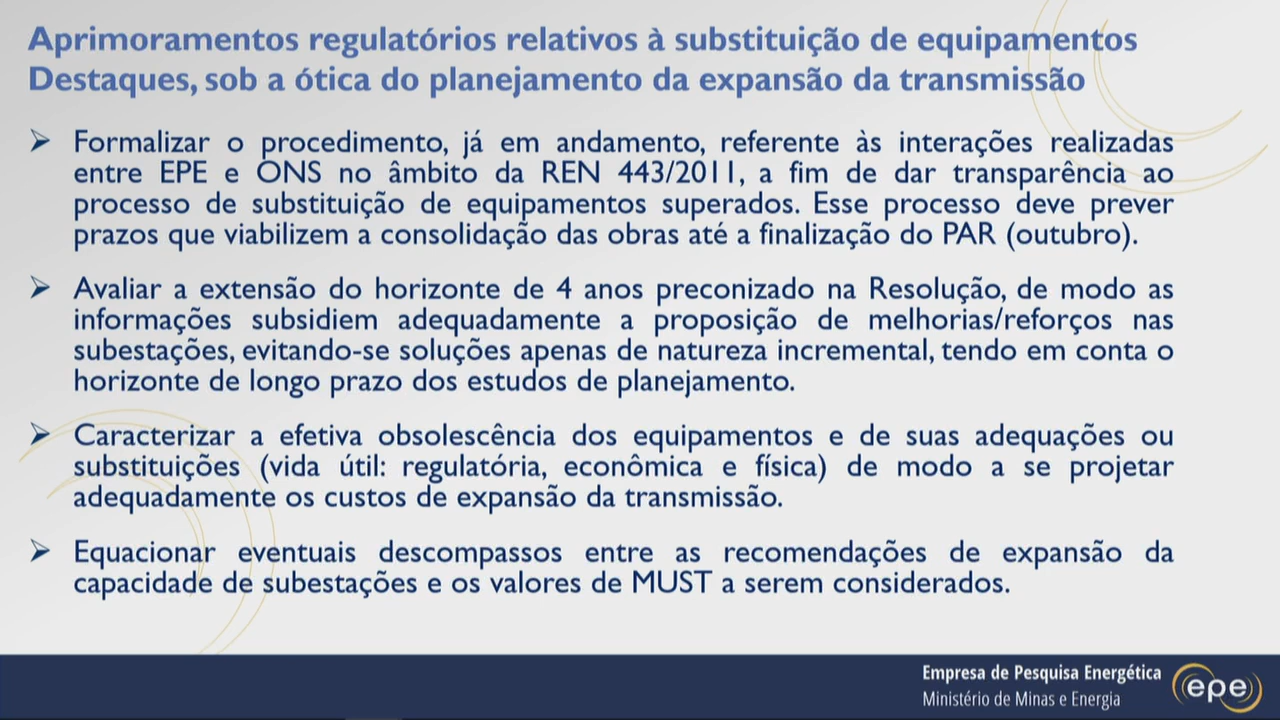 Aprimoramentos regulatórios relativos à substituição de equipamentos
Destaques, sob a ótica do planejamento da expansão da transmissão
➢ Formalizar o procedimento, já em andamento, referente às interações realizadas
entre EPE e ONS no âmbito da REN 443/2011, a fim de dar transparência ao
processo de substituição de equipamentos superados. Esse processo deve prever
prazos que viabilizem a consolidação das obras até a finalização do PAR (outubro).
➢ Avaliar a extensão do horizonte de 4 anos preconizado na Resolução, de modo as
informações subsidiem adequadamente a proposição de melhorias/reforços nas
subestações, evitando-se soluções apenas de natureza incremental, tendo em conta o
horizonte de longo prazo dos estudos de planejamento.
➢ Caracterizar a efetiva obsolescência dos equipamentos e de suas adequações ou
substituições (vida útil: regulatória, econômica e física) de modo a se projetar
adequadamente os custos de expansão da transmissão.
➢ Equacionar eventuais descompassos entre as recomendações de expansão da
capacidade de subestações e os valores de MUST a serem considerados.
Empresa de Pesquisa Energética
Ministério de Minas e Energia
epe